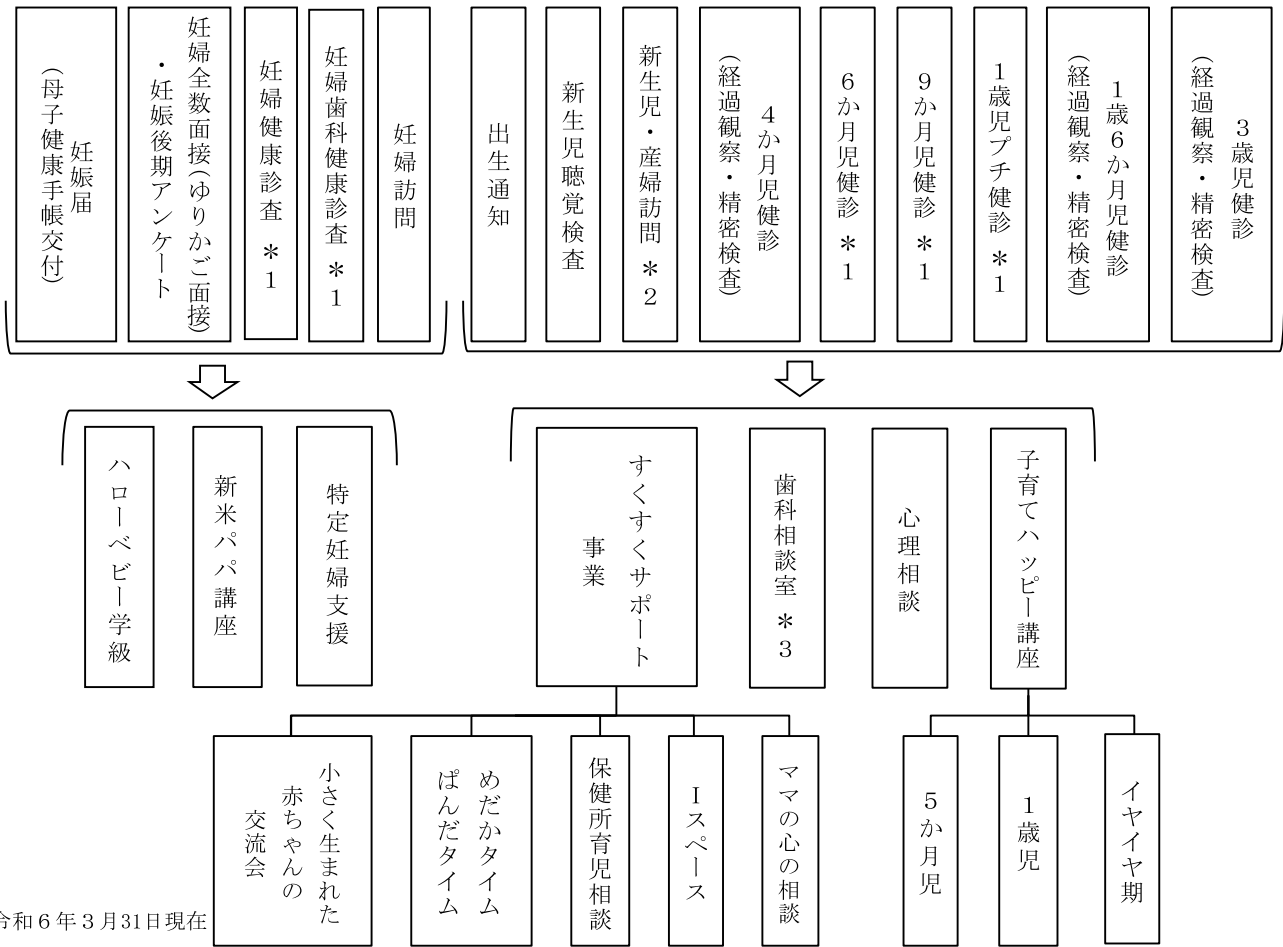 妊娠届
(母子健康手帳交付)
妊婦全数面接(ゆりかご面接)
・妊娠後期アンケート
妊婦健康診査 *1
妊婦歯科健康診査 *1
妊婦訪問
出生通知
新生児聴覚検査
新生児・産婦訪問 *2
4か月児健診
(経過観察・精密検査)
6か月児健診 *1
9か月児健診 *1
1歳児プチ健診 *1
1歳6か月児健診
(経過観察・精密検査)
3歳児健診
(経過観察・精密検査)
ハローベビー学級
新米パパ講座
特定妊婦支援
すくすくサポート
事業
歯科相談室 *3
心理相談
子育てハッピー講座
小さく生まれた
赤ちゃんの
交流会
めだかタイム
ぱんだタイム
保健所育児相談
Iスペース
ママの心の相談
5か月児
1歳児
イヤイヤ期
令和6年3月31日現在